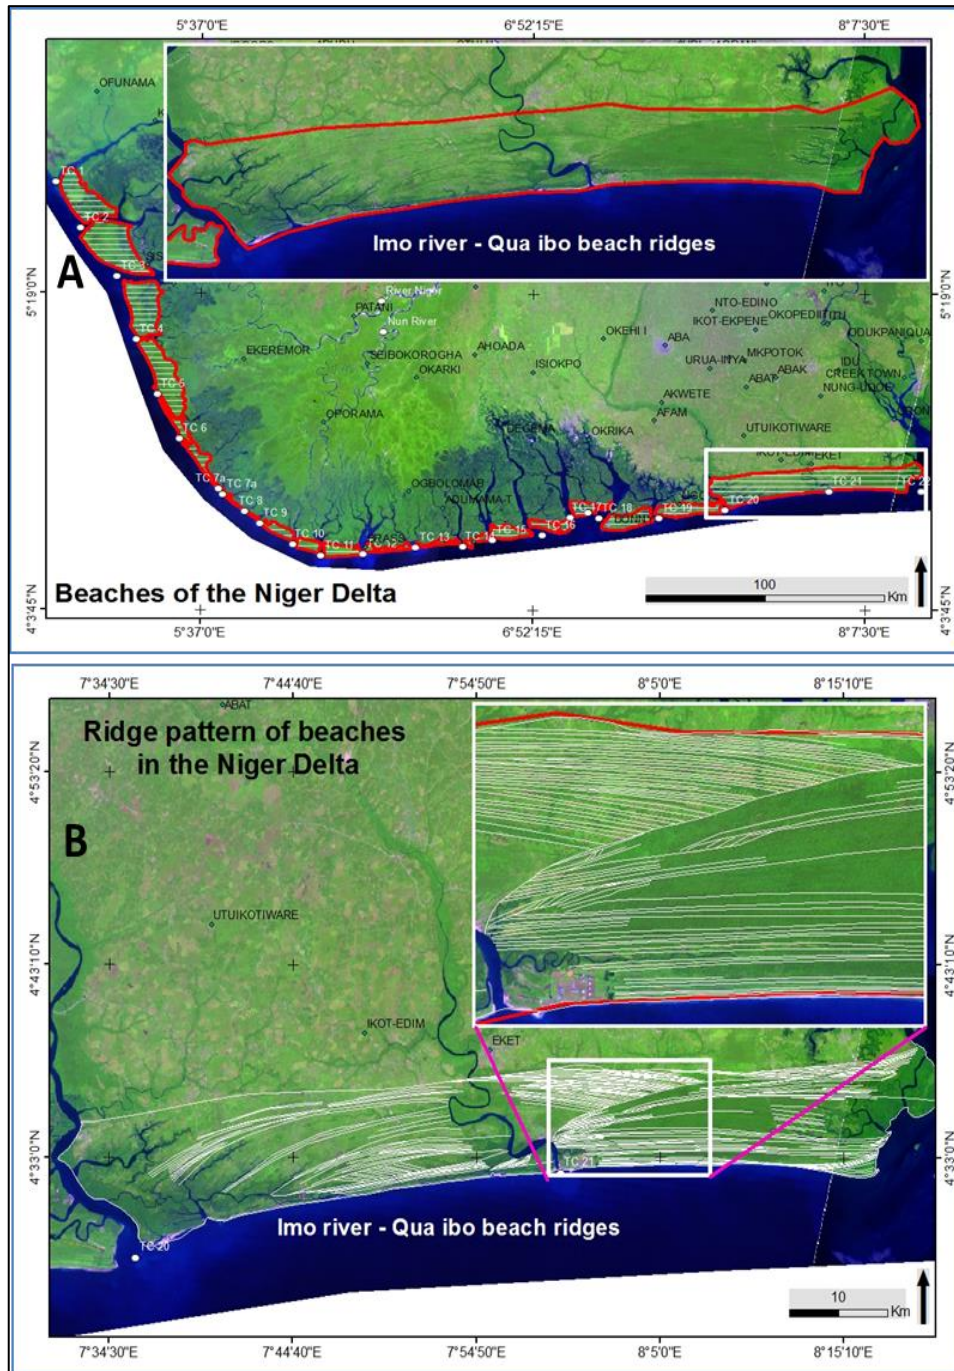 5°37'0"E 6°52'15"E 8°7'30"E
OFUNAMA
TC 1
TC 2
TC 3
A
Imo river - Qua ibo beach ridges
5°19'0"N 5°19'0"N
River Niger
PATANI
Nun River
NTO-EDINO
IKOT-EKPENE
ODUKPANIQUA
TC 4
OKEHI I
ABA
EKEREMOR
SEIBOKOROGHA
AHOADA
MKPOTOK
IDU
OKARKI
ISIOKPO
ABAK
CREEK TOWN
TC 5
AKWETE
OPORAMA
AFAM
DEGEMA
OKRIKA
UTUIKOTIWARE
TC 6
EKET
TC 7a
TC 7a
OGBOLOMAB
ADUMAMA-T
TC 8
TC 9
TC 10
TC 11
TC 12
TC 13
TC 15
TC 16
TC 17
TC 18
TC 19
TC 20
TC 21
TC 22
Beaches of the Niger Delta
100
Km
4°3'45"N 4°3'45"N
5°37'0"E 6°52'15"E 8°7'30"E
7°34'30"E 7°44'40"E 7°54'50"E 8°5'0"E 8°15'10"E
ABAT
Ridge pattern of beaches
in the Niger Delta
4°53'20"N 4°53'20"N
B
UTUIKOTIWARE
4°43'10"N 4°43'10"N
IKOT-EDIM
EKET
4°33'0"N 4°33'0"N
TC 21
Imo river - Qua ibo beach ridges
TC 20
10
Km
7°34'30"E 7°44'40"E 7°54'50"E 8°5'0"E 8°15'10"E